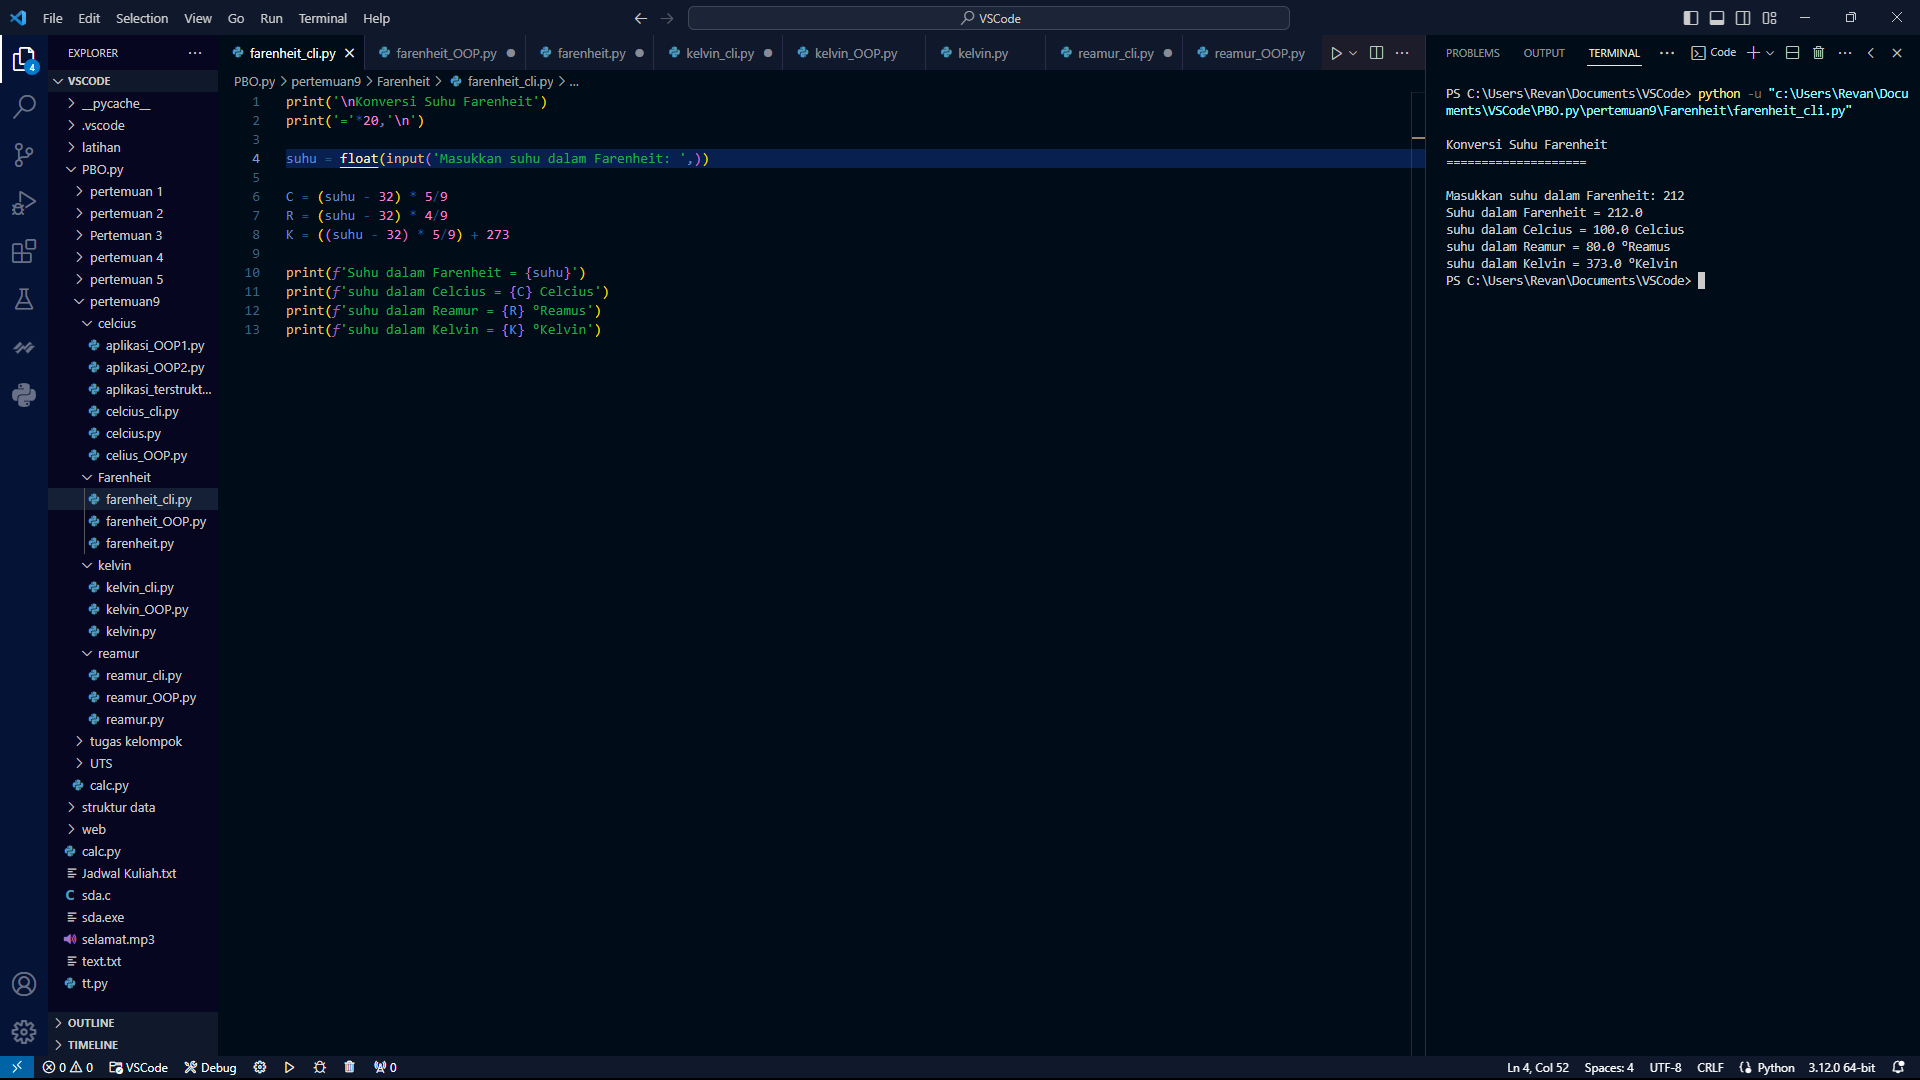 File Edit Selection View Go Run Terminal Help
VSCode
EXPLORER
4
VSCODE
__pycache__
.vscode
latihan
PBO.py
pertemuan 1
pertemuan 2
Pertemuan 3
pertemuan 4
pertemuan 5
pertemuan9
celcius
aplikasi_OOP1.py
aplikasi_OOP2.py
aplikasi_terstrukt...
celcius_cli.py
celcius.py
celius_OOP.py
Farenheit
farenheit_cli.py
farenheit_OOP.py
farenheit.py
kelvin
kelvin_cli.py
kelvin_OOP.py
kelvin.py
reamur
reamur_cli.py
reamur_OOP.py
reamur.py
tugas kelompok
UTS
calc.py
struktur data
web
calc.py
Jadwal Kuliah.txt
C sda.c
sda.exe
selamat.mp3
text.txt
tt.py
OUTLINE
TIMELINE
farenheit_cli.py farenheit_OOP.py farenheit.py kelvin_cli.py kelvin_OOP.py kelvin.py reamur_cli.py reamur_OOP.py
PBO.py > pertemuan9 > Farenheit > farenheit_cli.py > ...
1 print('\nKonversi Suhu Farenheit')
2 print('='*20,'\n')
3
4 suhu = float(input('Masukkan suhu dalam Farenheit: ',))
5
6 C = (suhu - 32) * 5/9
7 R = (suhu - 32) * 4/9
8 K = ((suhu - 32) * 5/9) + 273
9
10 print(f'Suhu dalam Farenheit = {suhu}')
11 print(f'suhu dalam Celcius = {C} Celcius')
12 print(f'suhu dalam Reamur = {R} °Reamus')
13 print(f'suhu dalam Kelvin = {K} °Kelvin')
PROBLEMS OUTPUT TERMINAL ... Code
PS C:\Users\Revan\Documents\VSCode> python -u "c:\Users\Revan\Docu
ments\VSCode\PBO.py\pertemuan9\Farenheit\farenheit_cli.py"
Konversi Suhu Farenheit
====================
Masukkan suhu dalam Farenheit: 212
Suhu dalam Farenheit = 212.0
suhu dalam Celcius = 100.0 Celcius
suhu dalam Reamur = 80.0 °Reamus
suhu dalam Kelvin = 373.0 °Kelvin
PS C:\Users\Revan\Documents\VSCode>
0 0 VSCode Debug 0 Ln 4, Col 52 Spaces: 4 UTF-8 CRLF Python 3.12.0 64-bit